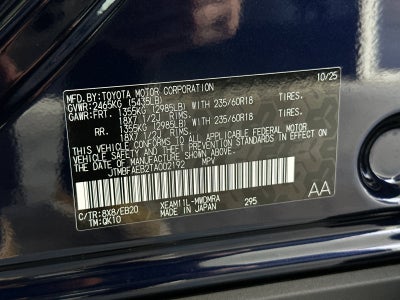 MFD.BY:TOYOTA MOTOR CORPORATION 10/25
GVWR:2465KG (5435LB)
GAWR:FRT. 1355KG (2985LB) WITH 235/60R18 TIRES.
18X7 1/2J RIMS.
RR. 1355KG (2985LB) WITH 235/60R18 TIRES.
18X7 1/2J RIMS.
THIS VEHICLE CONFORMS TO ALL APPLICABLE FEDERAL MOTOR
VEHICLE SAFETY AND THEFT PREVENTION STANDARDS IN EFFECT
ON THE DATE OF MANUFACTURE SHOWN ABOVE.
JTMBFAEB2TA002192 MPV
C/TR:8X8/EB20 XEAM11L-MWDMRA 295 AA
TM:QK10 MADE IN JAPAN